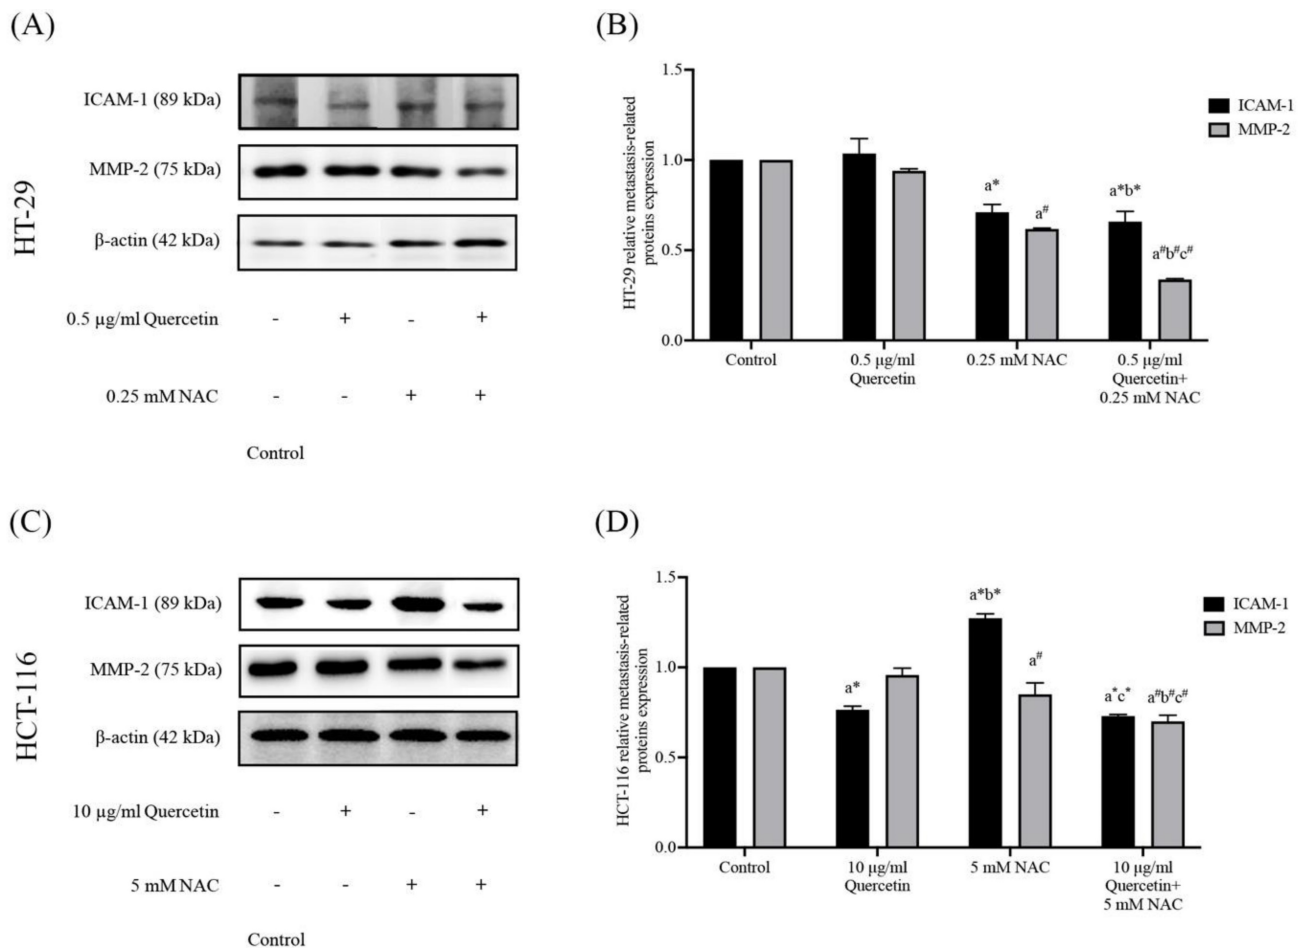 (A)
HT-29
ICAM-1 (89 kDa)
MMP-2 (75 kDa)
β-actin (42 kDa)
0.5 µg/ml Quercetin - + - +
0.25 mM NAC - - + +
Control
(B)
HT-29 relative metastasis-related
proteins expression
1.5
1.0
0.5
0.0
a*
a#
a*b*
a#b#c#
ICAM-1
MMP-2
Control
0.5 µg/ml
Quercetin
0.25 mM NAC
0.5 µg/ml
Quercetin+
0.25 mM NAC
(C)
HCT-116
ICAM-1 (89 kDa)
MMP-2 (75 kDa)
β-actin (42 kDa)
10 µg/ml Quercetin - + - +
5 mM NAC - - + +
Control
(D)
HCT-116 relative metastasis-related
proteins expression
1.5
1.0
0.5
0.0
a*
a*b*
a#
a*c*
a#b#c#
ICAM-1
MMP-2
Control
10 µg/ml
Quercetin
5 mM NAC
10 µg/ml
Quercetin+
5 mM NAC